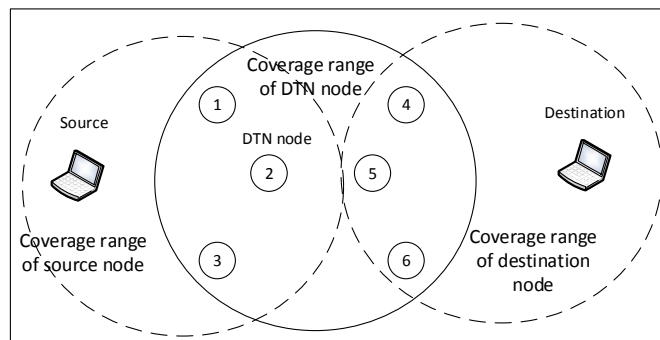 Coverage range
of DTN node
1
4
Source
Destination
DTN node
2
5
Coverage range
of source node
Coverage range
of destination
node
3
6